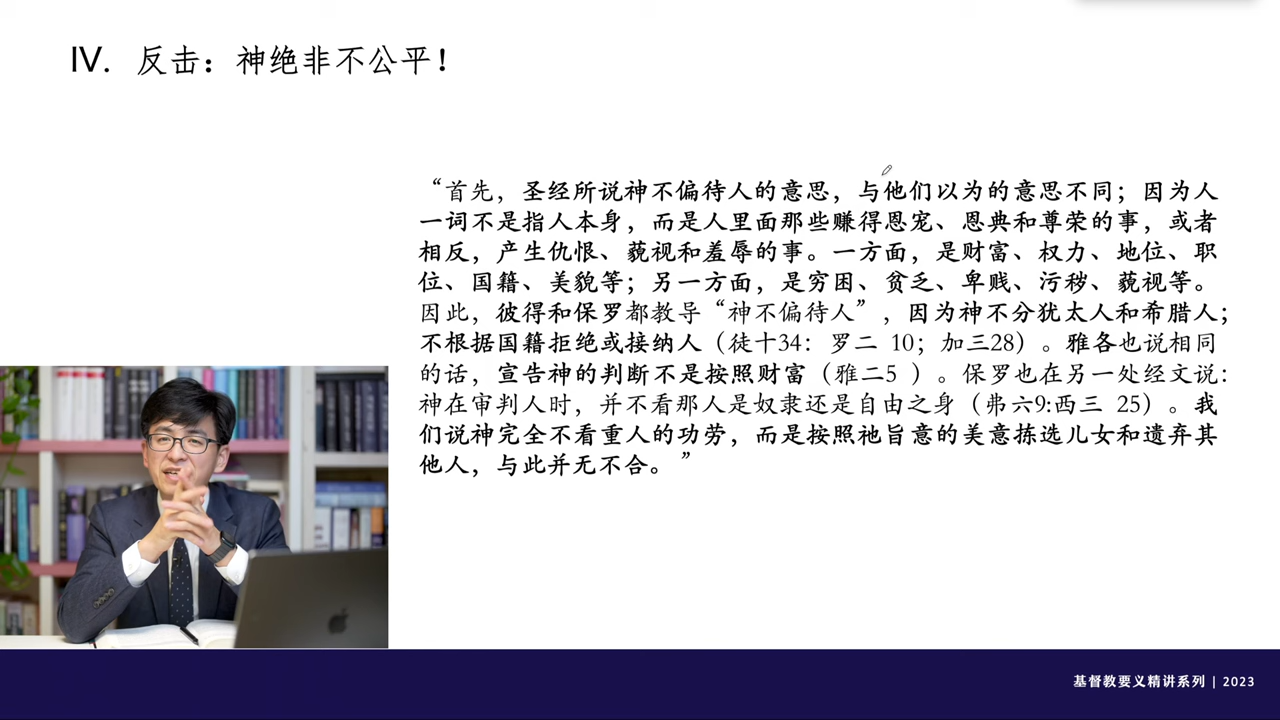 IV. 反击：神绝非不公平！
“首先，圣经所说神不偏待人的意思，与他们以为的意思不同；因为人
一词不是指人本身，而是人里面那些赚得恩宠、恩典和尊荣的事，或者
相反，产生仇恨、藐视和羞辱的事。一方面，是财富、权力、地位、职
位、国籍、美貌等；另一方面，是穷困、贫乏、卑贱、污秽、藐视等。
因此，彼得和保罗都教导“神不偏待人”，因为神不分犹太人和希腊人；
不根据国籍拒绝或接纳人（徒十34：罗二 10；加三28）。雅各也说相同
的话，宣告神的判断不是按照财富（雅二5 ）。保罗也在另一处经文说：
神在审判人时，并不看那人是奴隶还是自由之身（弗六9:西三 25）。我
们说神完全不看重人的功劳，而是按照祂旨意的美意拣选儿女和遗弃其
他人，与此并无不合。”
基督教要义精讲系列 | 2023